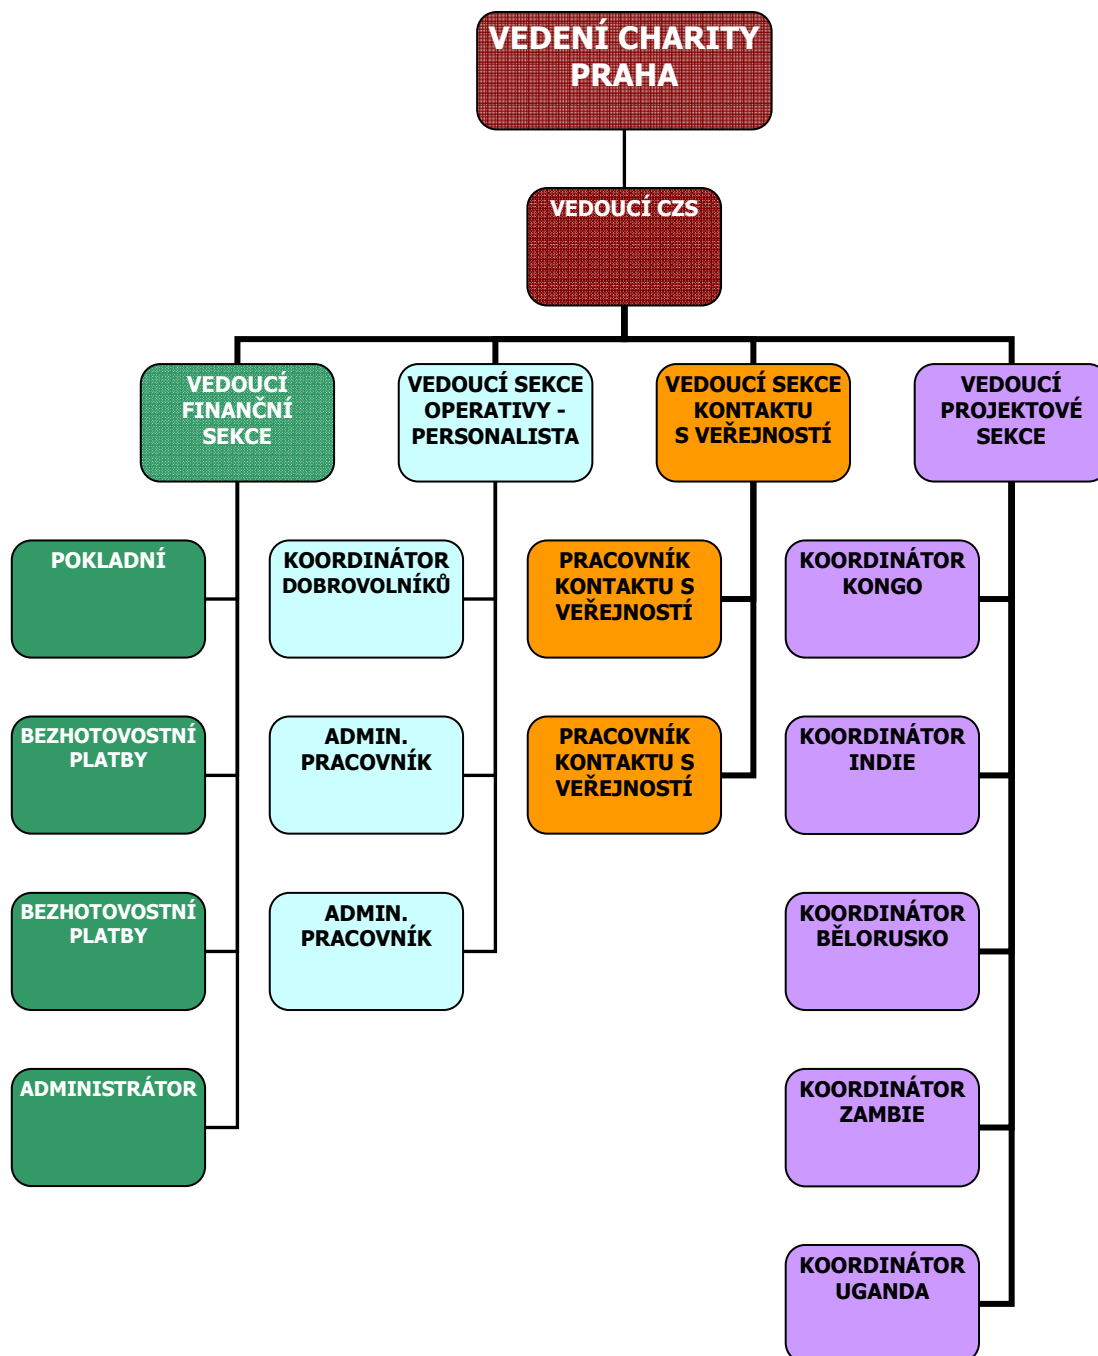 VEDENÍ CHARITY
PRAHA
VEDOUCÍ CZS
VEDOUCÍ
FINANČNÍ
SEKCE
VEDOUCÍ SEKCE
OPERATIVY -
PERSONALISTA
VEDOUCÍ SEKCE
KONTAKTU
S VEŘEJNOSTÍ
VEDOUCÍ
PROJEKTOVÉ
SEKCE
POKLADNÍ
KOORDINÁTOR
DOBROVOLNÍKŮ
PRACOVNÍK
KONTAKTU S
VEŘEJNOSTÍ
KOORDINÁTOR
KONGO
BEZHOTOVOSTNÍ
PLATBY
ADMIN.
PRACOVNÍK
PRACOVNÍK
KONTAKTU S
VEŘEJNOSTÍ
KOORDINÁTOR
INDIE
BEZHOTOVOSTNÍ
PLATBY
ADMIN.
PRACOVNÍK
KOORDINÁTOR
BĚLORUSKO
ADMINISTRÁTOR
KOORDINÁTOR
ZAMBIE
KOORDINÁTOR
UGANDA